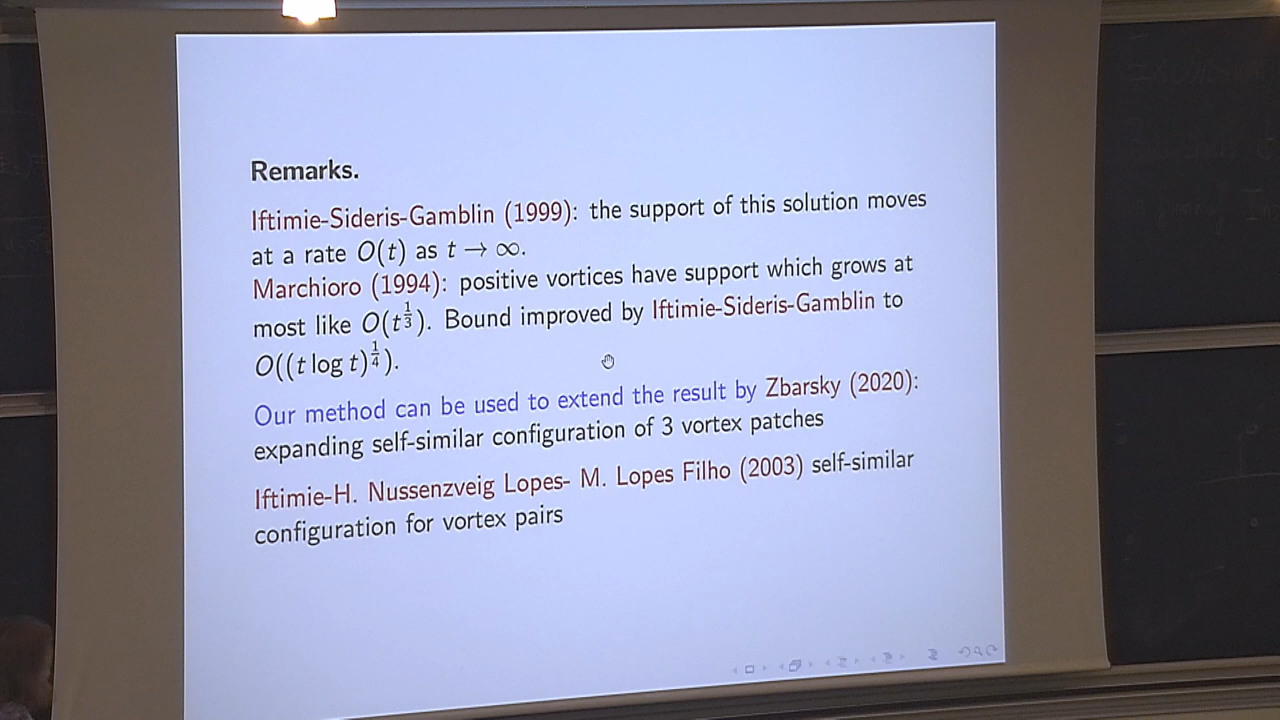 Remarks.
Iftimie-Sideris-Gamblin (1999): the support of this solution moves
at a rate O(t) as t → ∞.
Marchioro (1994): positive vortices have support which grows at
most like O(t^{1/3}). Bound improved by Iftimie-Sideris-Gamblin to
O((t log t)^{1/4}).
Our method can be used to extend the result by Zbarsky (2020):
expanding self-similar configuration of 3 vortex patches
Iftimie-H. Nussenzveig Lopes- M. Lopes Filho (2003) self-similar
configuration for vortex pairs